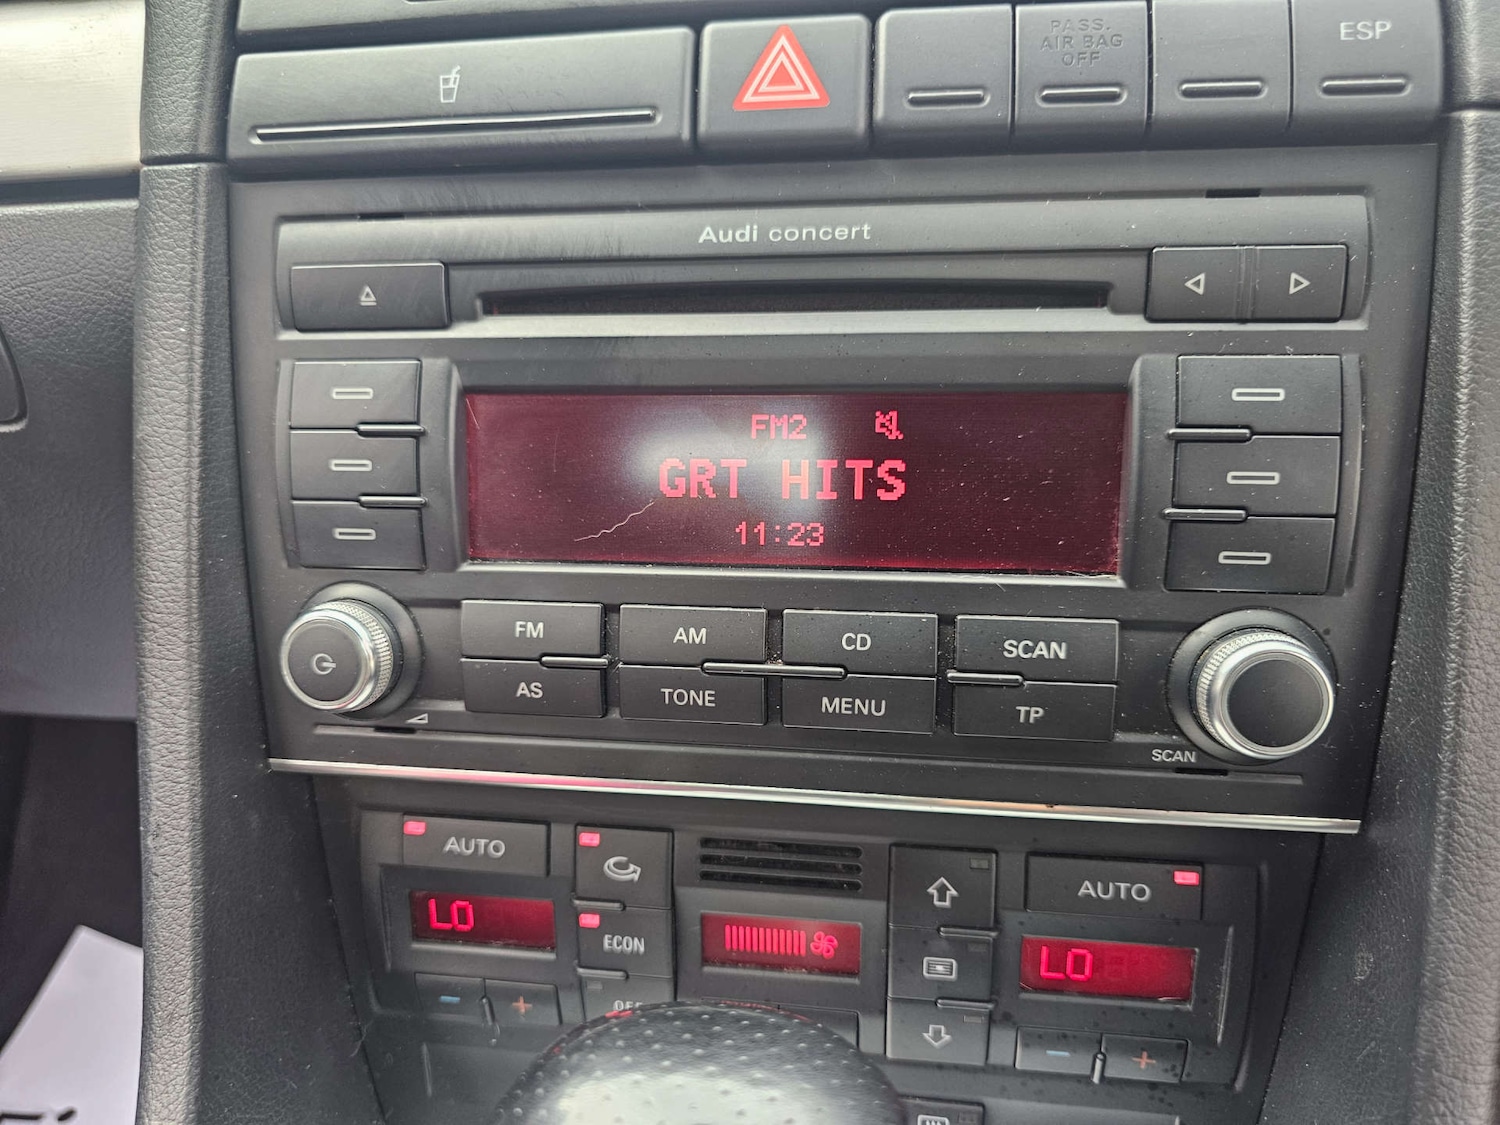 PASS.
AIR BAG
OFF
ESP
Audi concert
FM2
GRT HITS
11:23
FM AM CD SCAN
AS TONE MENU TP
SCAN
AUTO AUTO
LO ECON LO
OFF